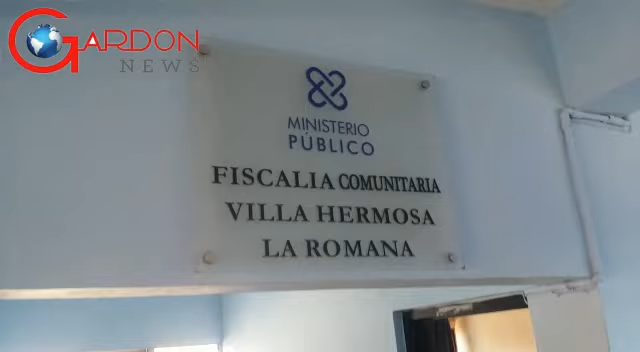 GARDON
NEWS
MINISTERIO
PÚBLICO
FISCALIA COMUNITARIA
VILLA HERMOSA
LA ROMANA